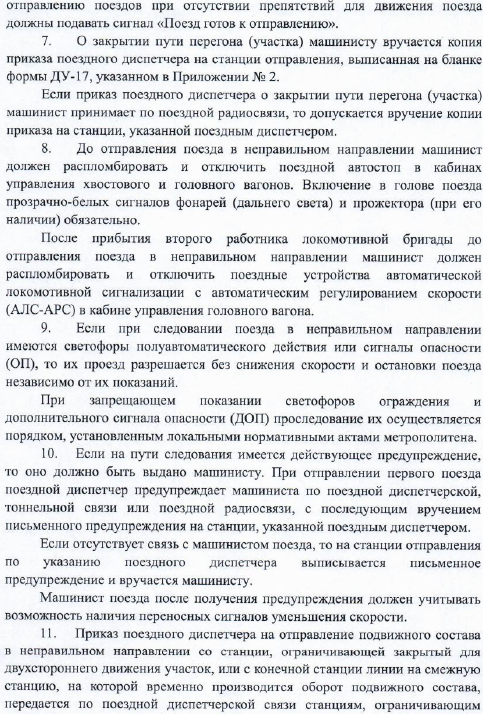 отправлению поездов при отсутствии препятствий для движения поезда
должны подавать сигнал «Поезд готов к отправлению».
7. О закрытии пути перегона (участка) машинисту вручается копия
приказа поездного диспетчера на станции отправления, выписанная на бланке
формы ДУ-17, указанном в Приложении № 2.
Если приказ поездного диспетчера о закрытии пути перегона (участка)
машинист принимает по поездной радиосвязи, то допускается вручение копии
приказа на станции, указанной поездным диспетчером.
8. До отправления поезда в неправильном направлении машинист
должен распломбировать и отключить поездной автостоп в кабинах
управления хвостового и головного вагонов. Включение в голове поезда
прозрачно-белых сигналов фонарей (дальнего света) и прожектора (при его
наличии) обязательно.
После прибытия второго работника локомотивной бригады до
отправления поезда в неправильном направлении машинист должен
распломбировать и отключить поездные устройства автоматической
локомотивной сигнализации с автоматическим регулированием скорости
(АЛС-АРС) в кабине управления головного вагона.
9. Если при следовании поезда в неправильном направлении
имеются светофоры полуавтоматического действия или сигналы опасности
(ОП), то их проезд разрешается без снижения скорости и остановки поезда
независимо от их показаний.
При запрещающем показании светофоров ограждения и
дополнительного сигнала опасности (ДОП) проследование их осуществляется
порядком, установленным локальными нормативными актами метрополитена.
10. Если на пути следования имеется действующее предупреждение,
то оно должно быть выдано машинисту. При отправлении первого поезда
поездной диспетчер предупреждает машиниста по поездной диспетчерской,
тоннельной связи или поездной радиосвязи, с последующим вручением
письменного предупреждения на станции, указанной поездным диспетчером.
Если отсутствует связь с машинистом поезда, то на станции отправления
по указанию поездного диспетчера выписывается письменное
предупреждение и вручается машинисту.
Машинист поезда после получения предупреждения должен учитывать
возможность наличия переносных сигналов уменьшения скорости.
11. Приказ поездного диспетчера на отправление подвижного состава
в неправильном направлении со станции, ограничивающей закрытый для
двухстороннего движения участок, или с конечной станции линии на смежную
станцию, на которой временно производится оборот подвижного состава,
передается по поездной диспетчерской связи станциям, ограничивающим